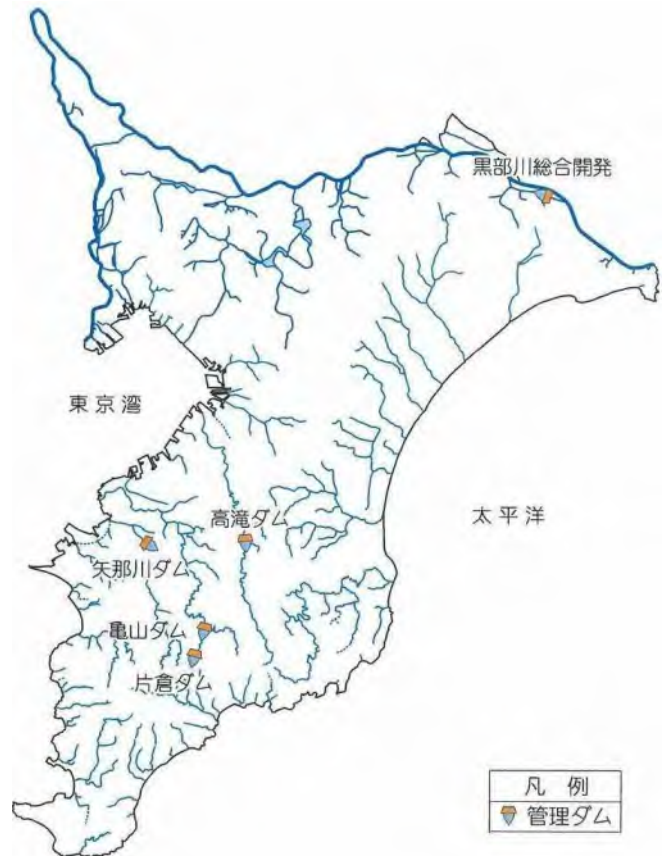 黒部川総合開発
東京湾
太平洋
高滝ダム
矢那川ダム
亀山ダム
片倉ダム
凡例
管理ダム